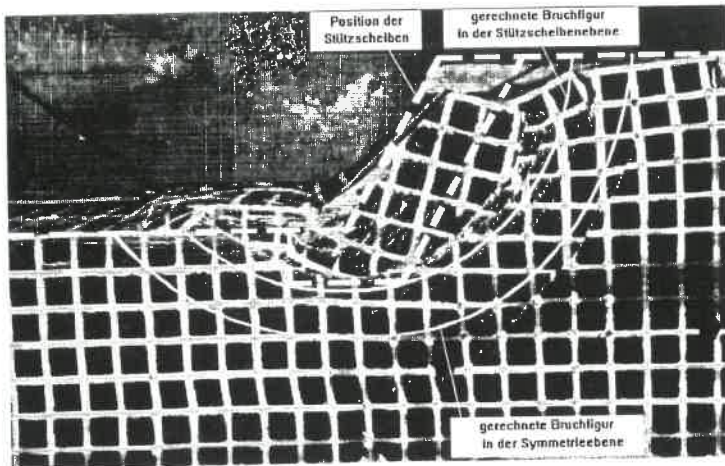 Position der
Stützscheiben
gerechnete Bruchfigur
in der Stützscheibenebene
gerechnete Bruchfigur
in der Symmetrieebene